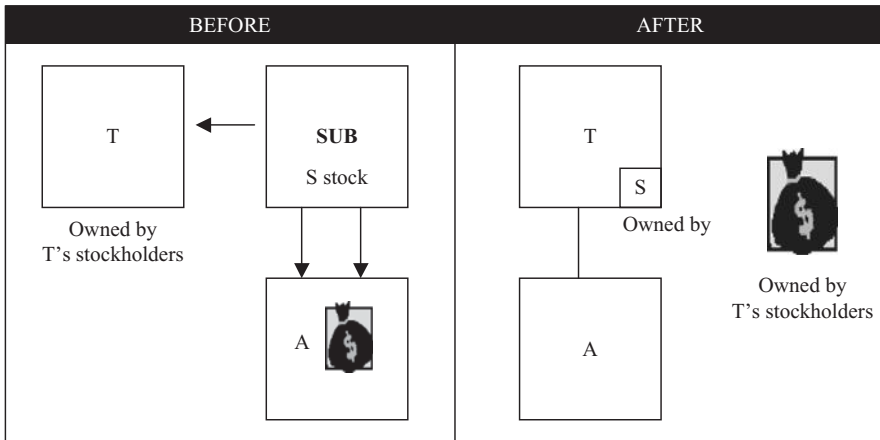 BEFORE
AFTER
T
SUB
S stock
Owned by
T's stockholders
A
$
T
S
Owned by
A
$
Owned by
T's stockholders